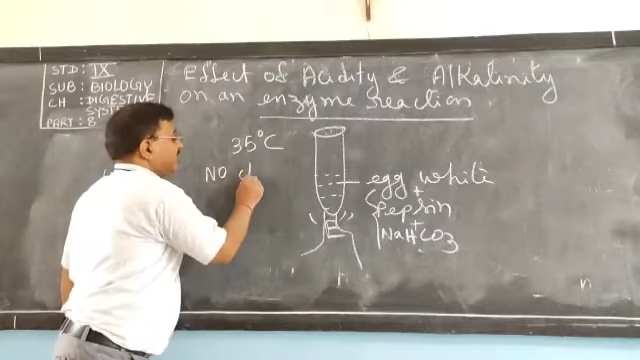 STD: IX
SUB: BIOLOGY
CH: DIGESTIVE
PART: 8
Effect of Acidity & Alkalinity
on an enzyme reaction.
35°C
NO
egg white
+
Pepsin
+
NaHCO3